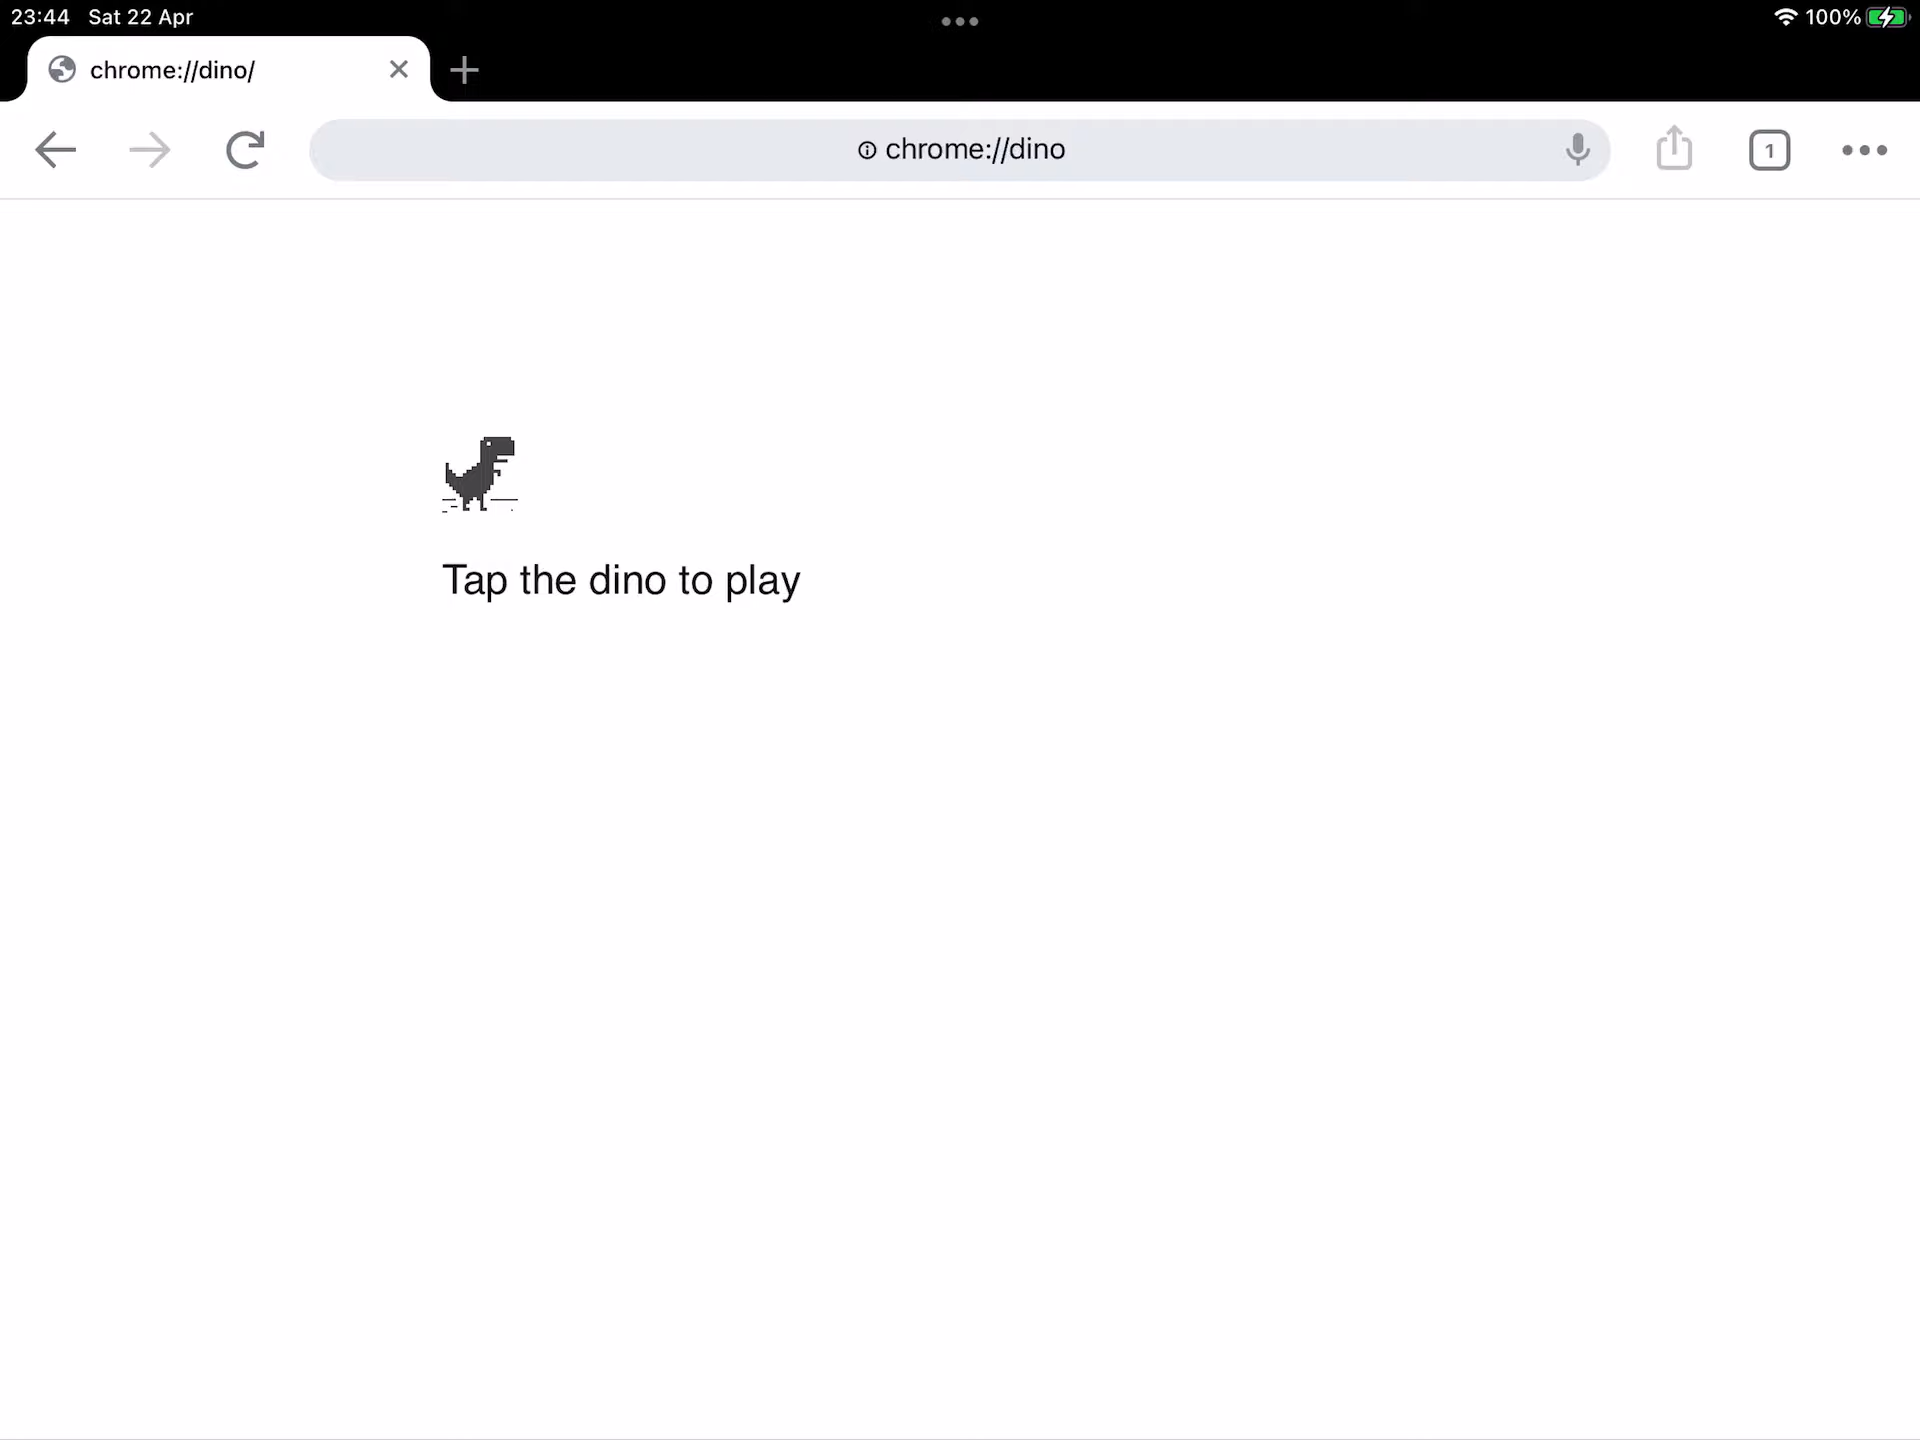 23:44 Sat 22 Apr
100%
chrome://dino/
chrome://dino
1
Tap the dino to play